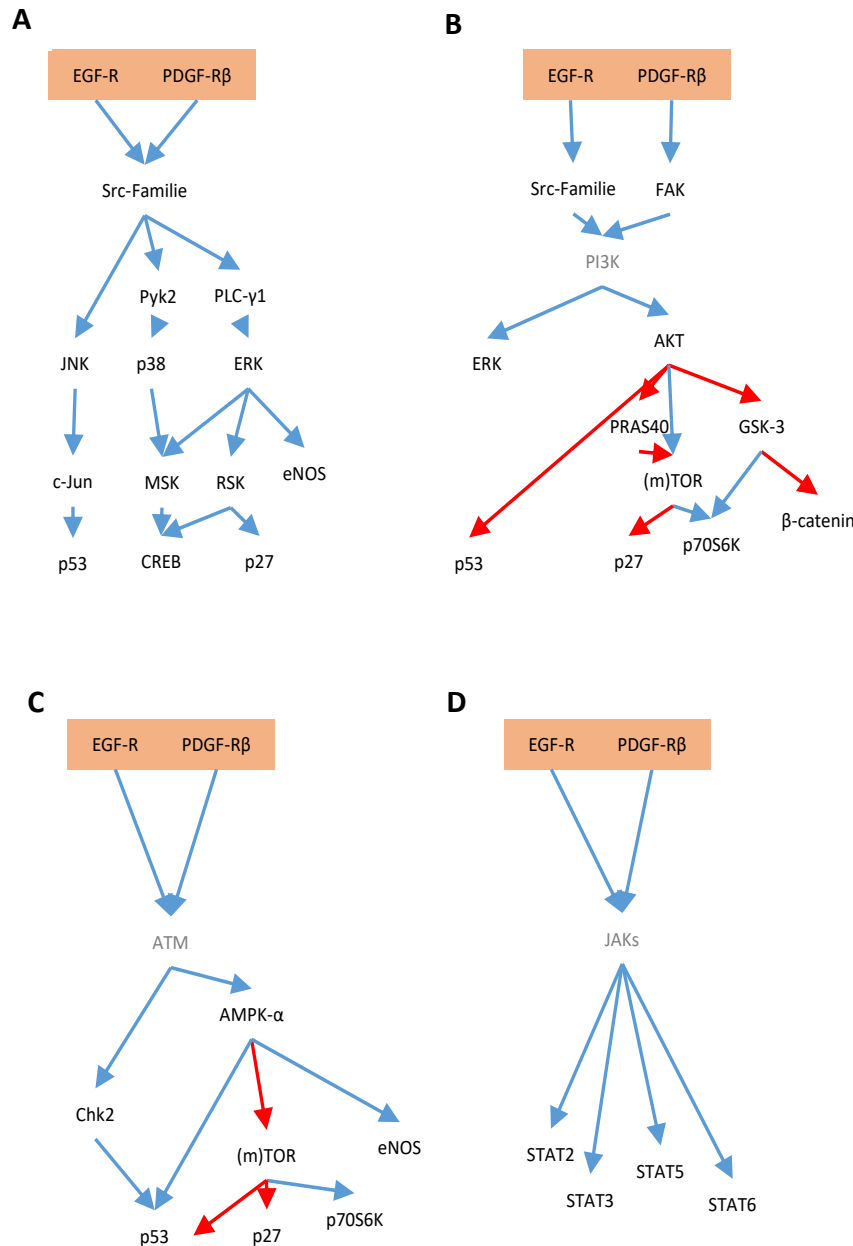 A
EGF-R PDGF-Rβ
Src-Familie
Pyk2 PLC-γ1
JNK p38 ERK
c-Jun MSK RSK eNOS
p53 CREB p27
B
EGF-R PDGF-Rβ
Src-Familie FAK
PI3K
ERK AKT
PRAS40 GSK-3
(m)TOR
β-catenin
p53 p27 p70S6K
C
EGF-R PDGF-Rβ
ATM
AMPK-α
Chk2
(m)TOR eNOS
p53 p27 p70S6K
D
EGF-R PDGF-Rβ
JAKs
STAT2
STAT3
STAT5
STAT6